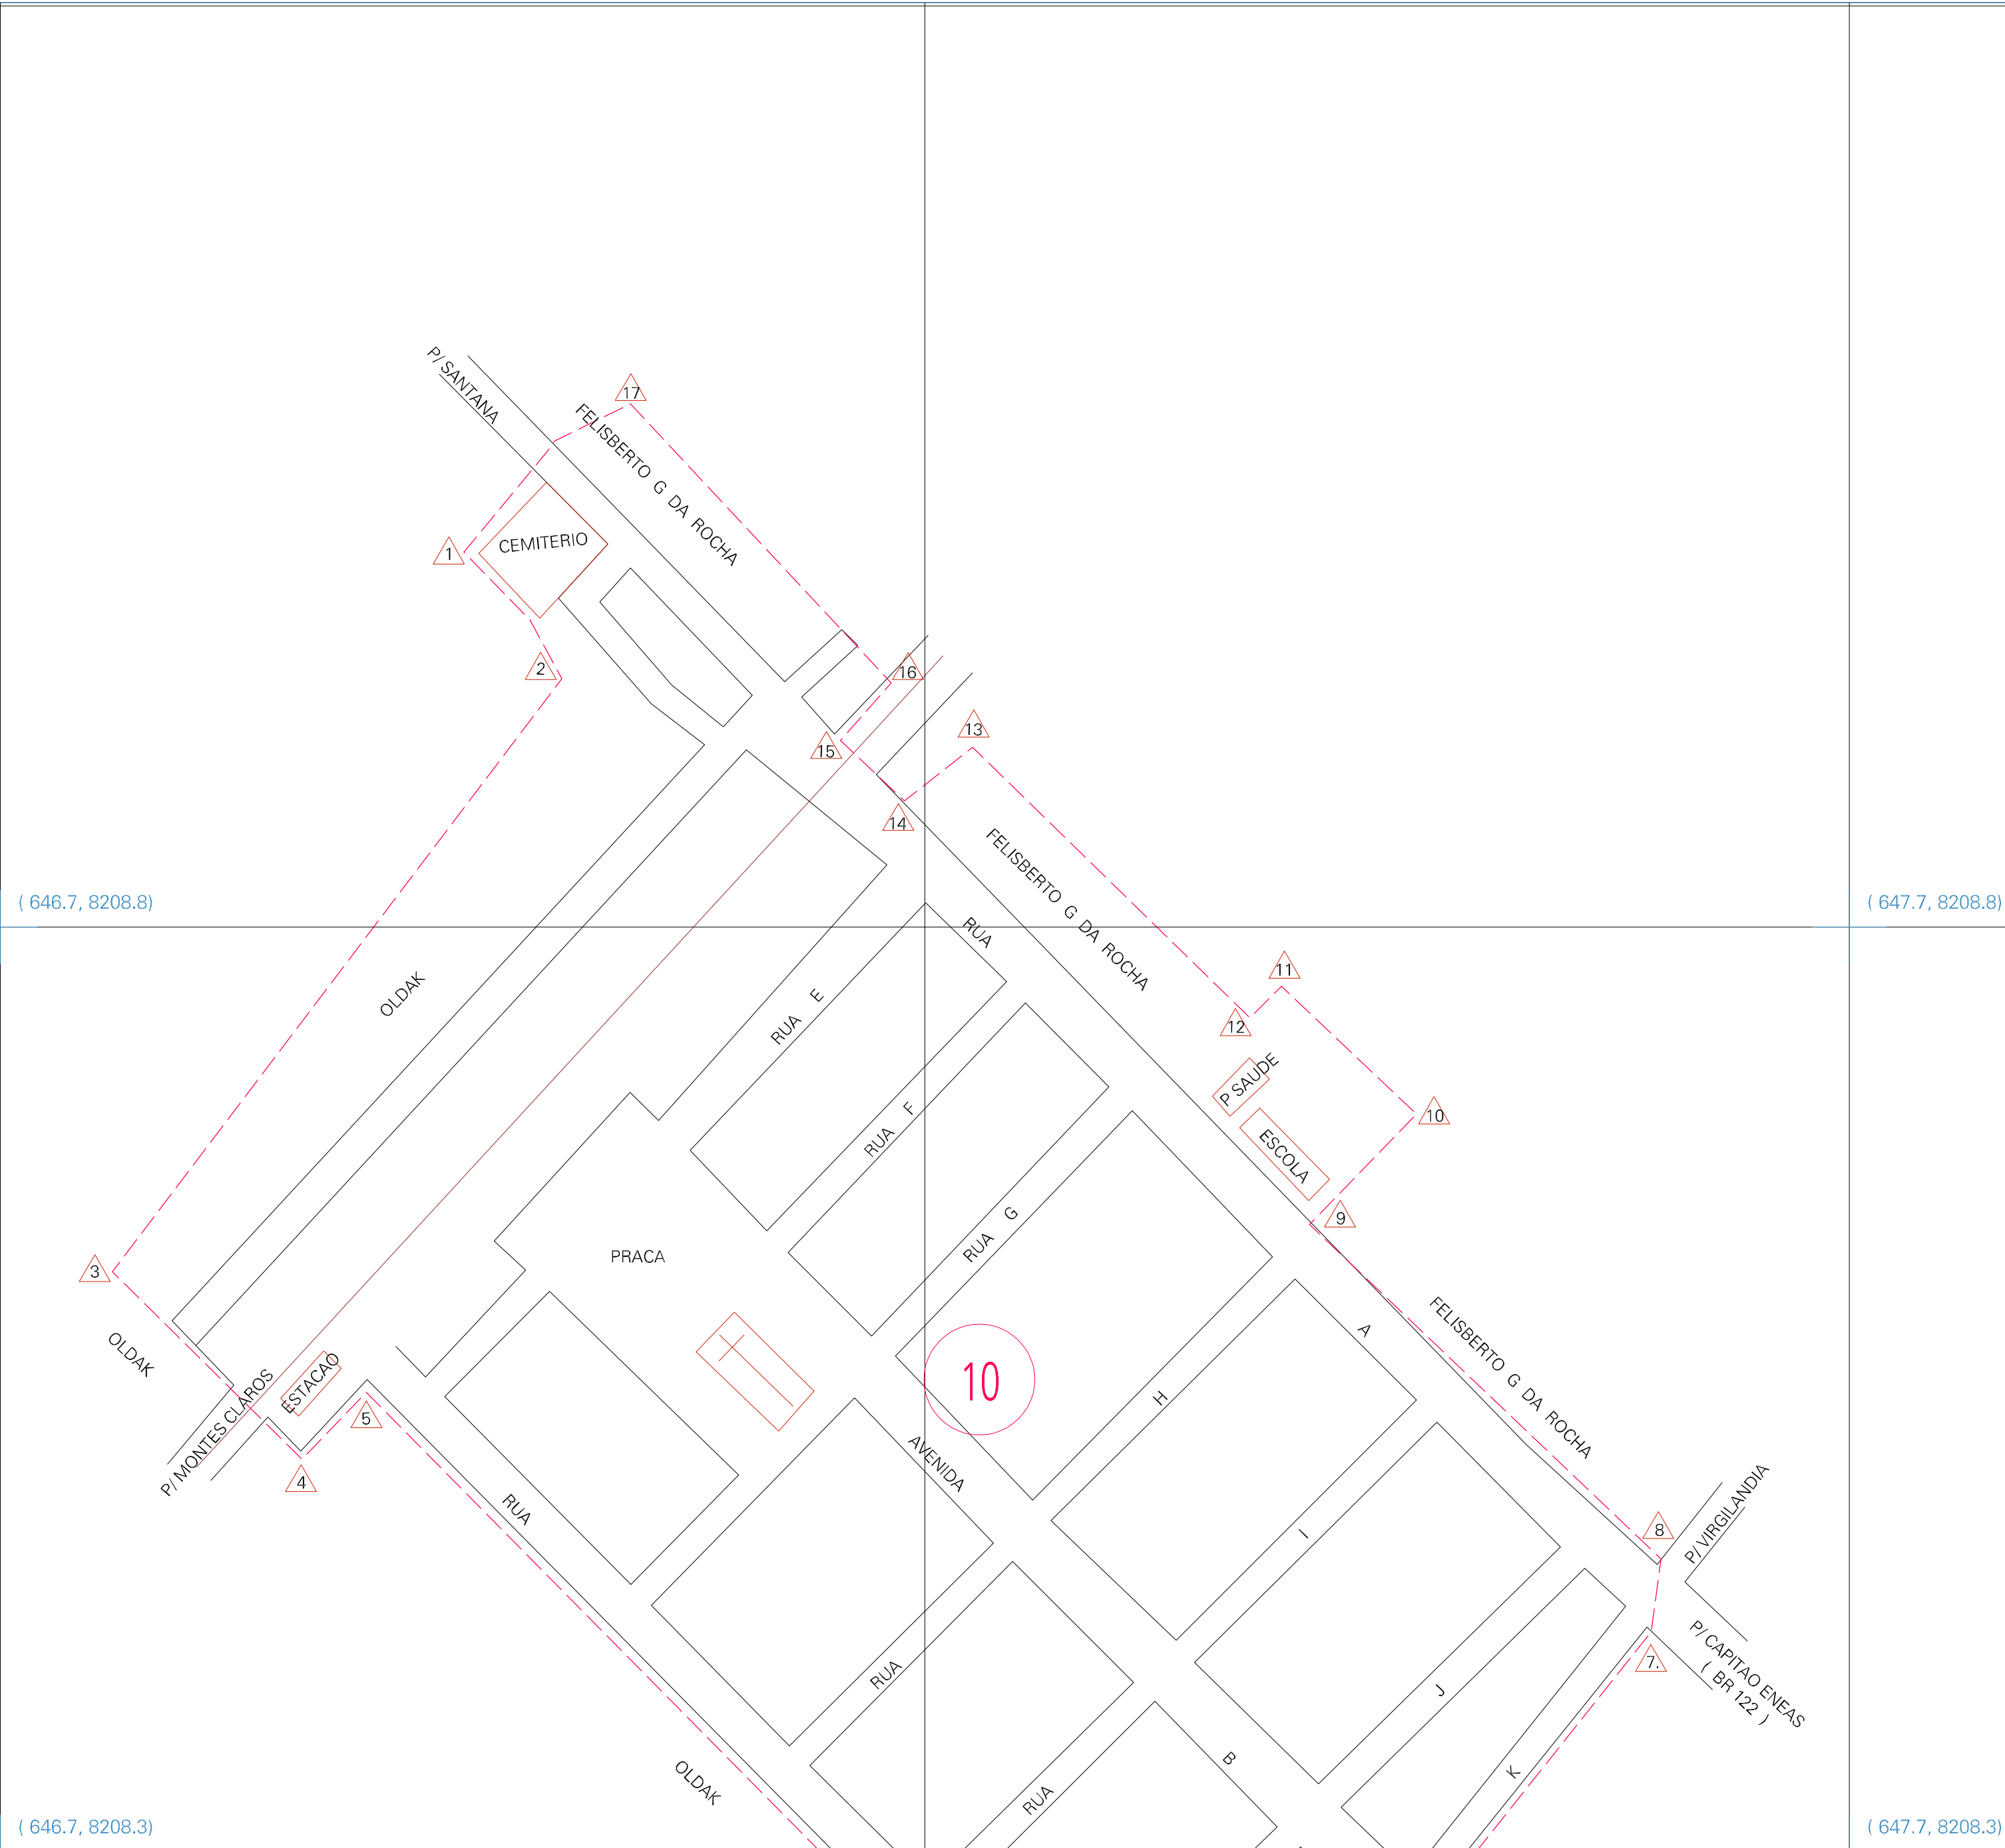 P/ SANTANA
17
FELISBERTO G DA ROCHA
CEMITERIO
1
2
16
13
15
14
FELISBERTO G DA ROCHA
( 646.7, 8208.8)
( 647.7, 8208.8)
RUA
11
OLDAK
RUA E
12
P SAUDE
10
RUA F
ESCOLA
9
RUA G
PRACA
3
OLDAK
FELISBERTO G DA ROCHA
A
10
ESTACAO
P/ MONTES CLAROS
5
H
4
AVENIDA
RUA
I
8
P/ VIRGILANDIA
7.
P/ CAPITAO ENEAS
( BR 122 )
RUA
J
B
K
OLDAK
RUA
( 646.7, 8208.3)
( 647.7, 8208.3)